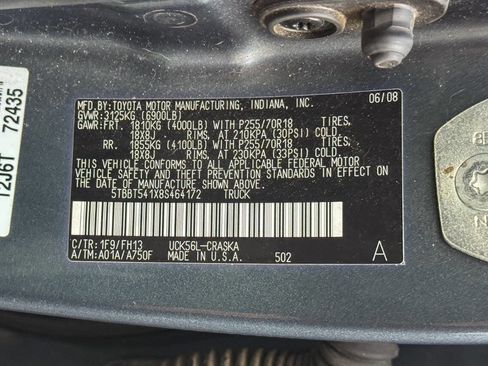 MFD.BY:TOYOTA MOTOR MANUFACTURING, INDIANA, INC. 06/08
GVWR:3125KG (6900LB)
GAWR:FRT. 1810KG (4000LB) WITH P255/70R18 TIRES,
18X8J RIMS, AT 210KPA (30PSI) COLD
RR. 1855KG (4100LB) WITH P255/70R18 TIRES,
18X8J RIMS, AT 230KPA (33PSI) COLD
THIS VEHICLE CONFORMS TO ALL APPLICABLE FEDERAL MOTOR
VEHICLE SAFETY STANDARDS IN EFFECT ON THE DATE OF
MANUFACTURE SHOWN ABOVE.
5TBBT541X8S464172 TRUCK
C/TR: 1F9/FH13 UCK56L-CRASKA
A/TM: A01A/A750F MADE IN U.S.A. 502 A
72435